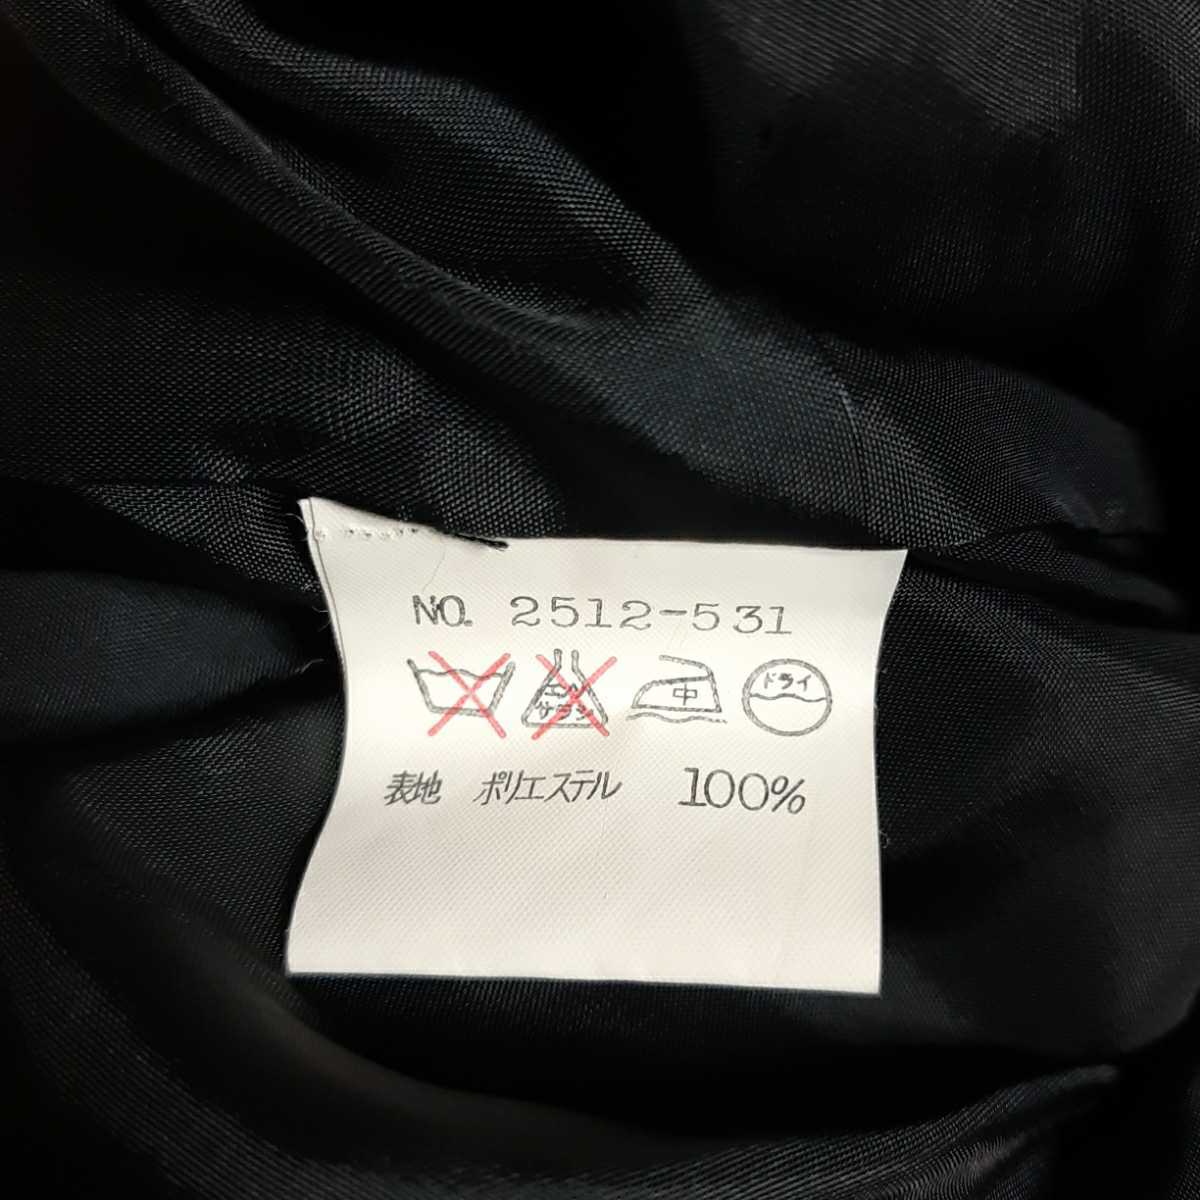 NO. 2512-531
エンソ サラシ 中 ドライ
表地 ポリエステル 100%